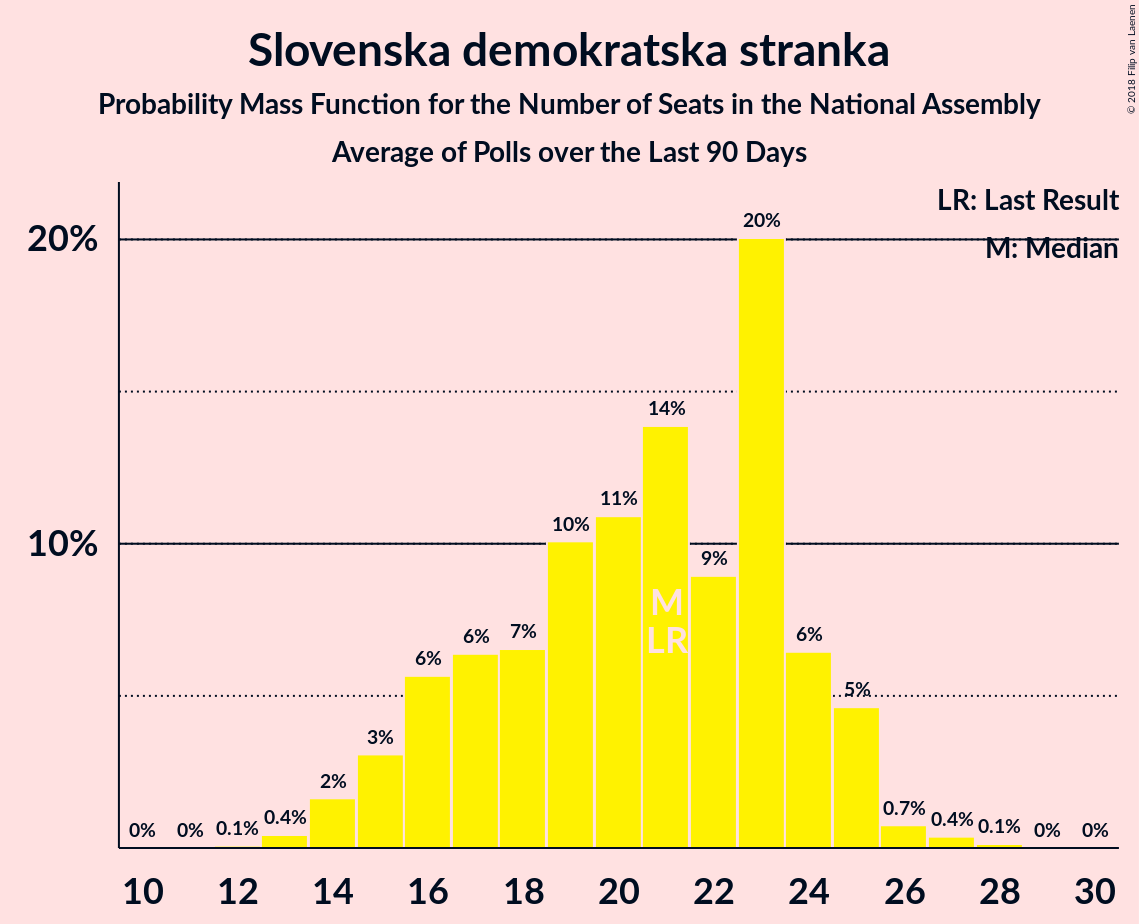 Slovenska demokratska stranka
Probability Mass Function for the Number of Seats in the National Assembly
Average of Polls over the Last 90 Days
© 2018 Filip van Laenen
LR: Last Result
M: Median
20%
10%
0%
0%
0.1%
0.4%
2%
3%
6%
6%
7%
10%
11%
14%
9%
20%
6%
5%
0.7%
0.4%
0.1%
0%
0%
M
LR
10 12 14 16 18 20 22 24 26 28 30